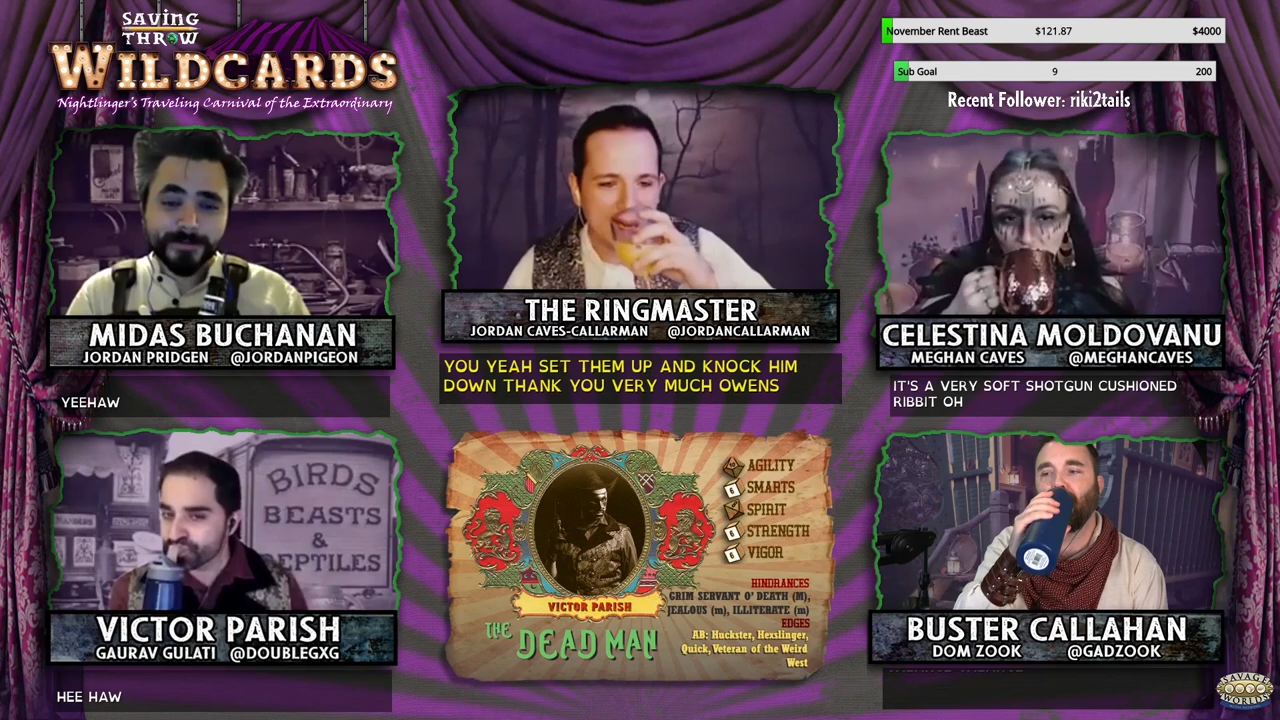 SAVING
THROW
WILDCARDS
Nightlinger's Traveling Carnival of the Extraordinary
November Rent Beast $121.87 $4000
Sub Goal 9 200
Recent Follower: riki2tails
MIDAS BUCHANAN
JORDAN PRIDGEN @JORDANPIGEON
YEEHAW
THE RINGMASTER
JORDAN CAVES-CALLARMAN @JORDANCALLARMAN
YOU YEAH SET THEM UP AND KNOCK HIM
DOWN THANK YOU VERY MUCH OWENS
CELESTINA MOLDOVANU
MEGHAN CAVES @MEGHANCAVES
IT'S A VERY SOFT SHOTGUN CUSHIONED
RIBBIT OH
BIRDS
BEASTS
&
REPTILES
VICTOR PARISH
GAURAV GULATI @DOUBLEGXG
HEE HAW
AGILITY
6 SMARTS
SPIRIT
6 STRENGTH
6 VIGOR
HINDRANCES
GRIM SERVANT O' DEATH (M),
JEALOUS (m), ILLITERATE (m)
EDGES
AB: Huckster, Hexslinger,
Quick, Veteran of the Weird
West
VICTOR PARISH
THE DEAD MAN
BUSTER CALLAHAN
DOM ZOOK @GADZOOK
SAVAGE
WORLDS